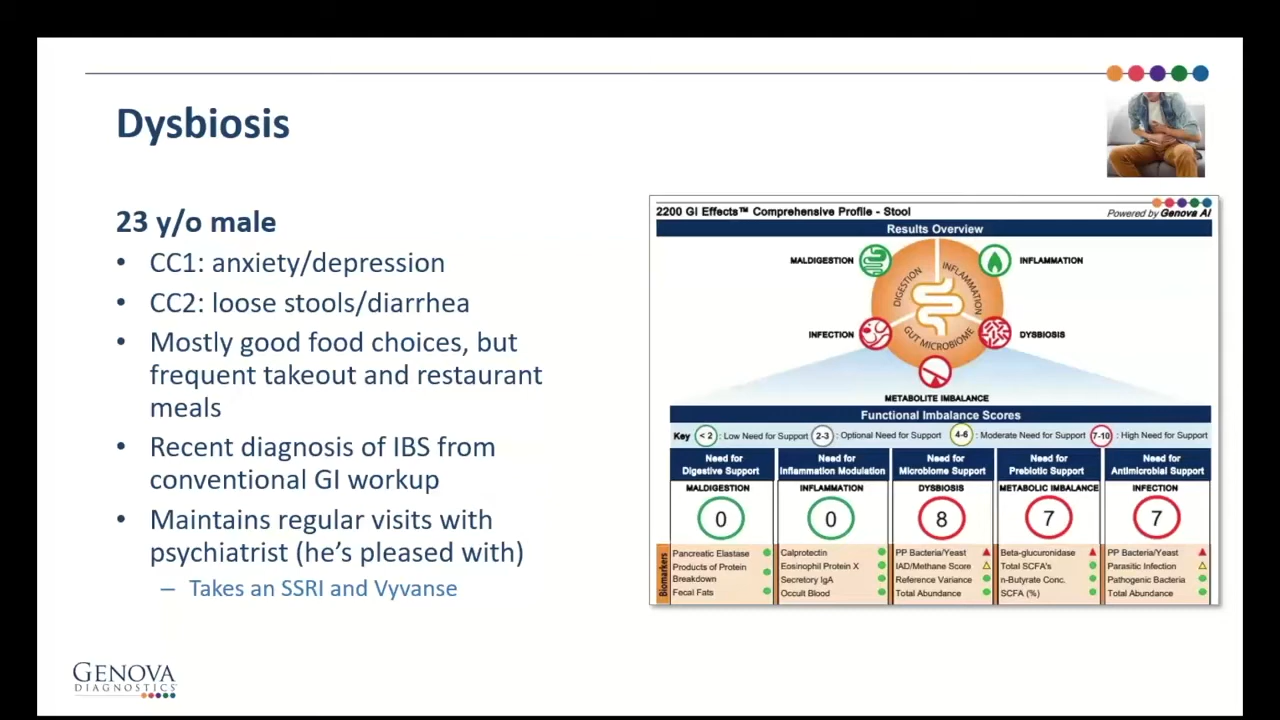 Dysbiosis
23 y/o male
• CC1: anxiety/depression
• CC2: loose stools/diarrhea
• Mostly good food choices, but
frequent takeout and restaurant
meals
• Recent diagnosis of IBS from
conventional GI workup
• Maintains regular visits with
psychiatrist (he’s pleased with)
– Takes an SSRI and Vyvanse
GENOVA
DIAGNOSTICS
2200 GI Effects™ Comprehensive Profile - Stool
Powered by Genova AI
Results Overview
MALDIGESTION
INFLAMMATION
DIGESTION
INFLAMMATION
GUT MICROBIOME
INFECTION
DYSBIOSIS
METABOLITE IMBALANCE
Functional Imbalance Scores
Key <2 : Low Need for Support 2-3 : Optional Need for Support 4-6 : Moderate Need for Support 7-10 : High Need for Support
Need for
Digestive Support
MALDIGESTION
0
Pancreatic Elastase
Products of Protein
Breakdown
Fecal Fats
Need for
Inflammation Modulation
INFLAMMATION
0
Calprotectin
Eosinophil Protein X
Secretory IgA
Occult Blood
Need for
Microbiome Support
DYSBIOSIS
8
PP Bacteria/Yeast
IAD/Methane Score
Reference Variance
Total Abundance
Need for
Prebiotic Support
METABOLIC IMBALANCE
7
Beta-glucuronidase
Total SCFA's
n-Butyrate Conc.
SCFA (%)
Need for
Antimicrobial Support
INFECTION
7
PP Bacteria/Yeast
Parasitic Infection
Pathogenic Bacteria
Total Abundance
Biomarkers